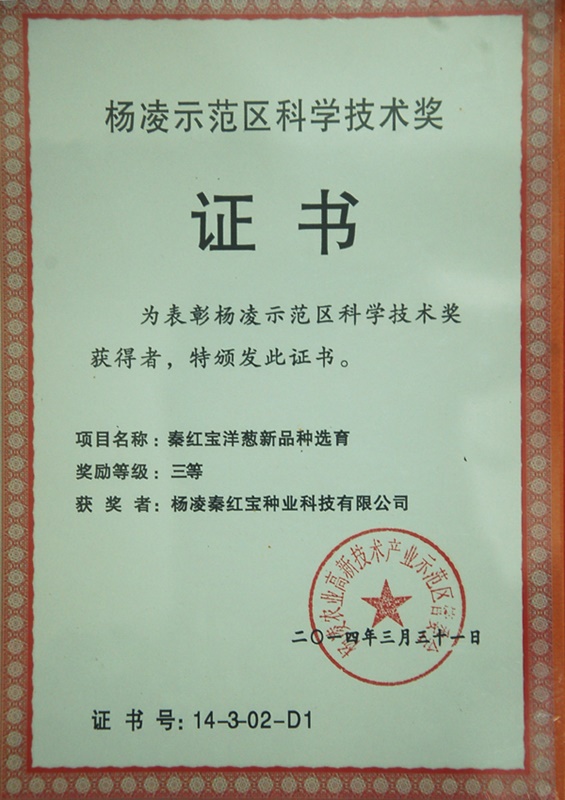 杨凌示范区科学技术奖
证书
为表彰杨凌示范区科学技术奖
获得者，特颁发此证书。
项目名称：秦红宝洋葱新品种选育
奖励等级：三等
获奖者：杨凌秦红宝种业科技有限公司
杨凌农业高新技术产业示范区管委会
二〇一四年三月三十一日
证书号：14-3-02-D1